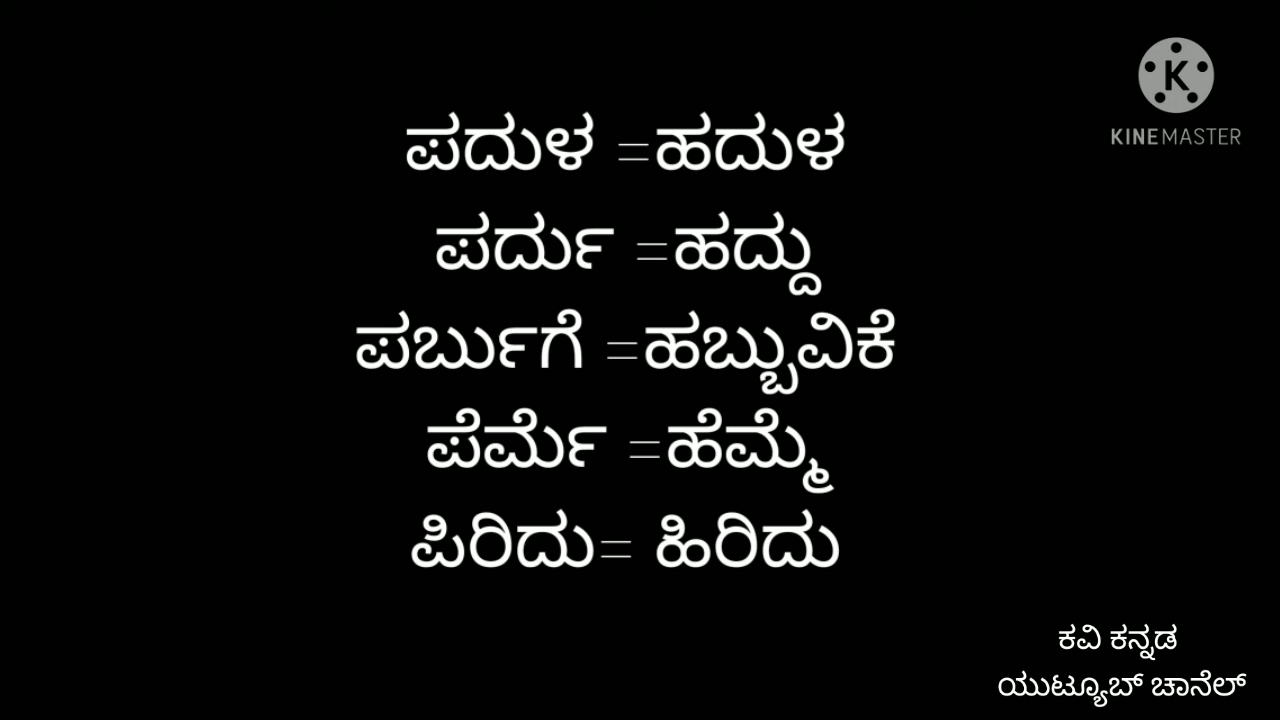 K
KINEMASTER
ಪದುಳ =ಹದುಳ
ಪರ್ದು =ಹದ್ದು
ಪರ್ಬುಗೆ =ಹಬ್ಬುವಿಕೆ
ಪೆರ್ಮೆ =ಹೆಮ್ಮೆ
ಪಿರಿದು= ಹಿರಿದು
ಕವಿ ಕನ್ನಡ
ಯುಟ್ಯೂಬ್ ಚಾನೆಲ್